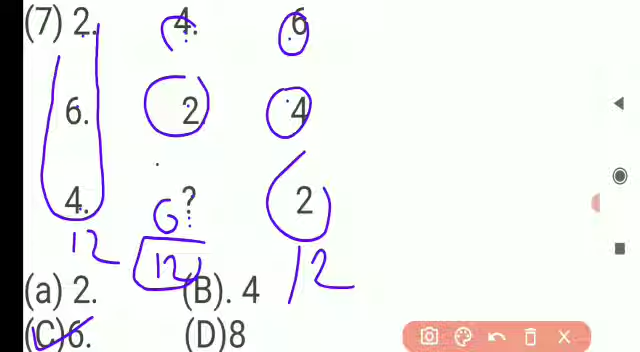 (7) 2. 4. 6
6. 2. 4
4. 6? 2
12 12 12
(a) 2. (B). 4
(C) 6. (D)8